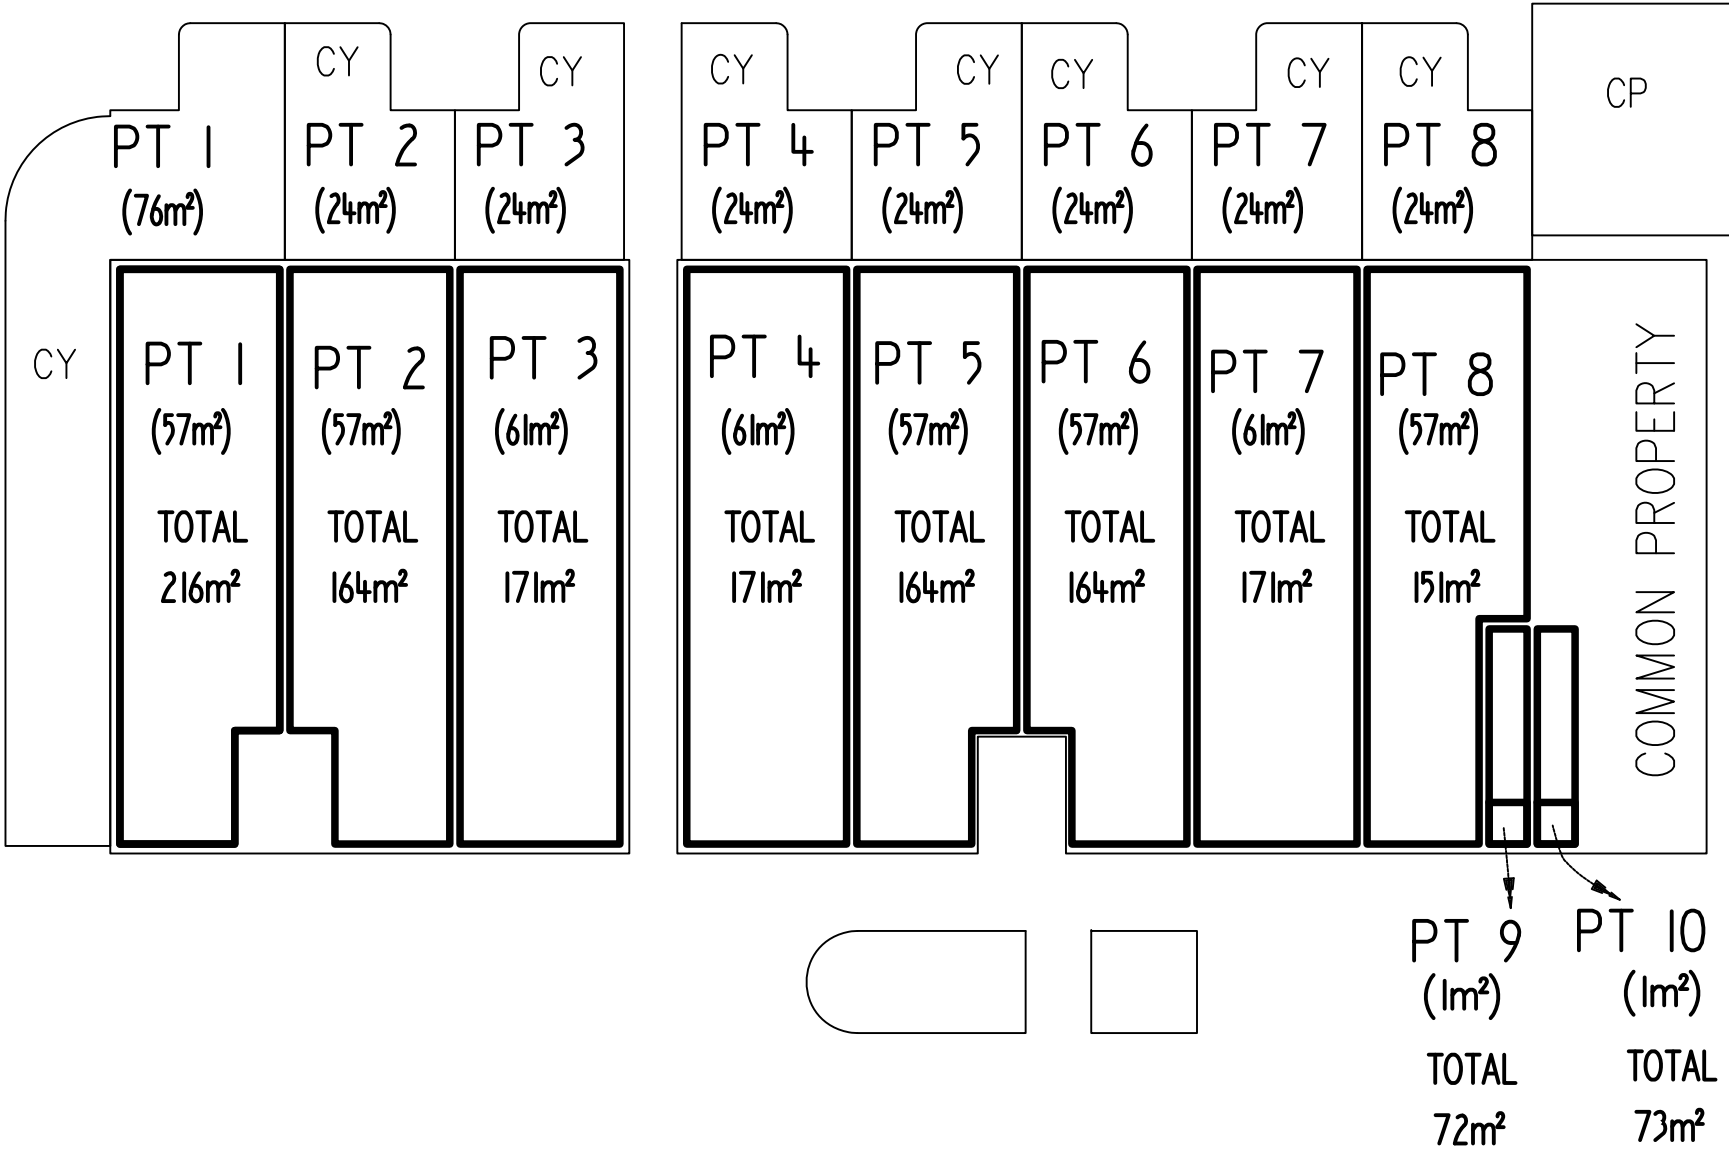 CY
CY
CY
CY
CY
CY
CY
CP
PT 1
PT 2
PT 3
PT 4
PT 5
PT 6
PT 7
PT 8
(76m²)
(24m²)
(24m²)
(24m²)
(24m²)
(24m²)
(24m²)
(24m²)
CY
PT 1
PT 2
PT 3
PT 4
PT 5
PT 6
PT 7
PT 8
(57m²)
(57m²)
(61m²)
(61m²)
(57m²)
(57m²)
(61m²)
(57m²)
TOTAL
TOTAL
TOTAL
TOTAL
TOTAL
TOTAL
TOTAL
TOTAL
216m²
164m²
171m²
171m²
164m²
164m²
171m²
151m²
COMMON PROPERTY
PT 9
(1m²)
TOTAL
72m²
PT 10
(1m²)
TOTAL
73m²